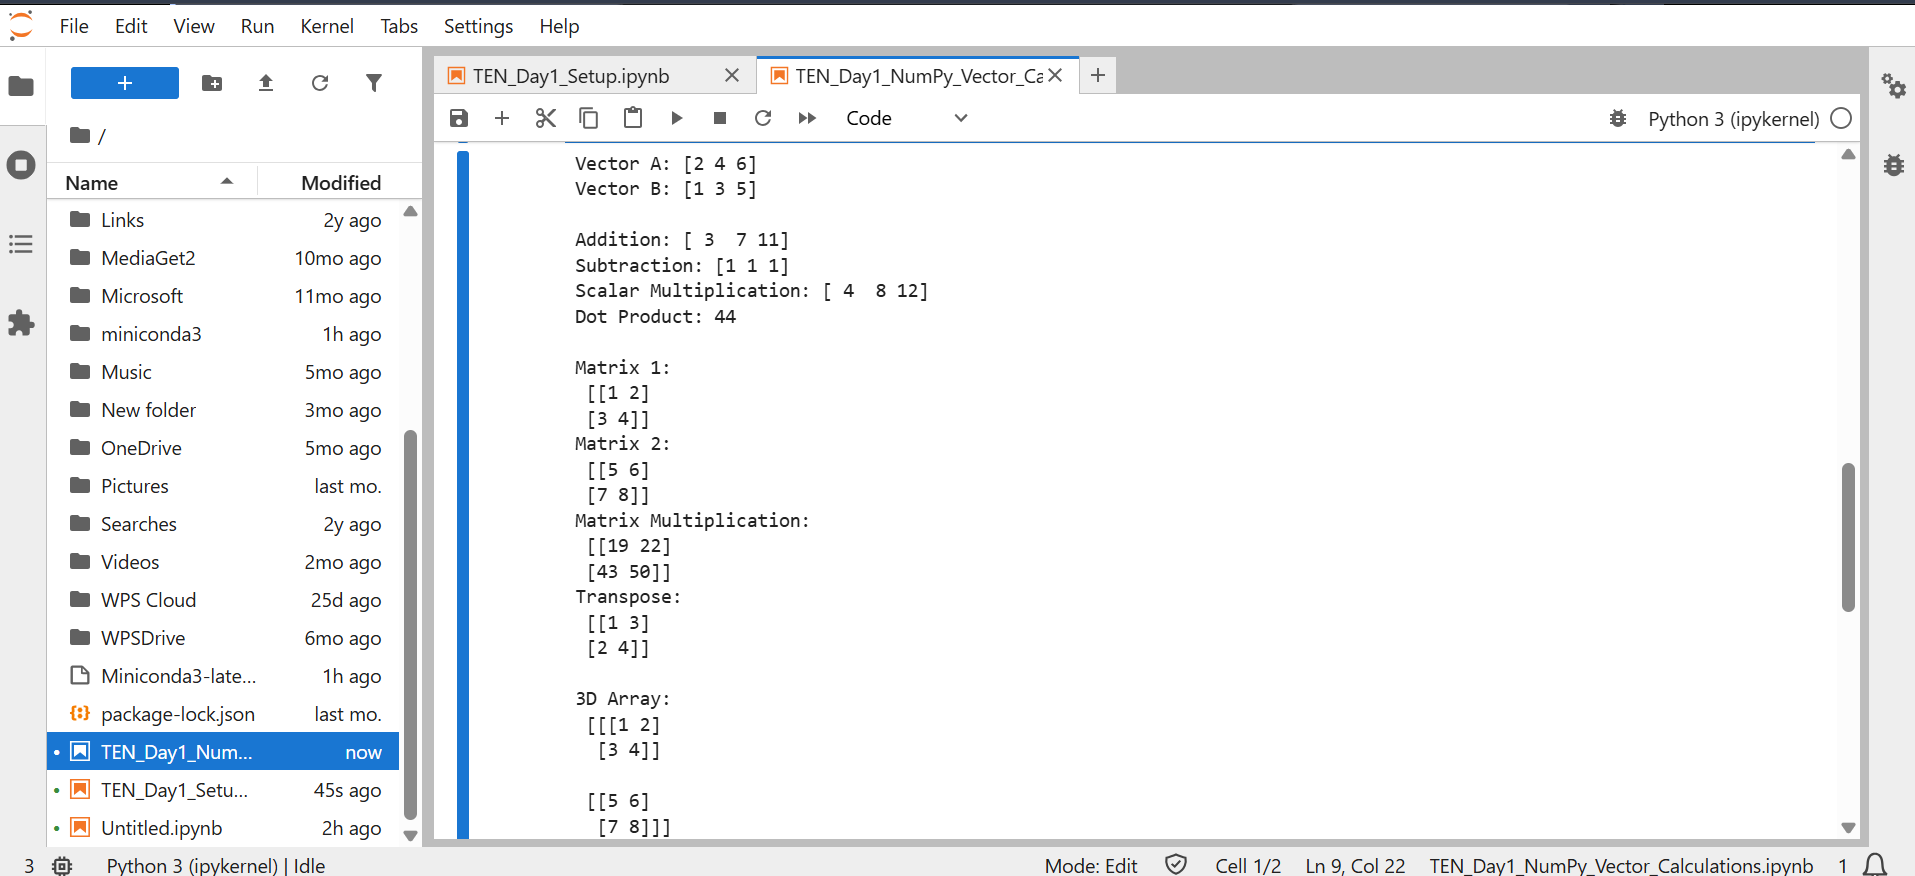 File Edit View Run Kernel Tabs Settings Help
/
Name Modified
Links 2y ago
MediaGet2 10mo ago
Microsoft 11mo ago
miniconda3 1h ago
Music 5mo ago
New folder 3mo ago
OneDrive 5mo ago
Pictures last mo.
Searches 2y ago
Videos 2mo ago
WPS Cloud 25d ago
WPSDrive 6mo ago
Miniconda3-late... 1h ago
package-lock.json last mo.
TEN_Day1_Num... now
TEN_Day1_Setu... 45s ago
Untitled.ipynb 2h ago
TEN_Day1_Setup.ipynb
TEN_Day1_NumPy_Vector_Ca
Code
Python 3 (ipykernel)
Vector A: [2 4 6]
Vector B: [1 3 5]
Addition: [ 3  7 11]
Subtraction: [1 1 1]
Scalar Multiplication: [ 4  8 12]
Dot Product: 44
Matrix 1:
[[1 2]
[3 4]]
Matrix 2:
[[5 6]
[7 8]]
Matrix Multiplication:
[[19 22]
[43 50]]
Transpose:
[[1 3]
[2 4]]
3D Array:
[[[1 2]
[3 4]]
[[5 6]
[7 8]]]
3 Python 3 (ipykernel) | Idle Mode: Edit Cell 1/2 Ln 9, Col 22 TEN_Day1_NumPy_Vector_Calculations.ipynb 1